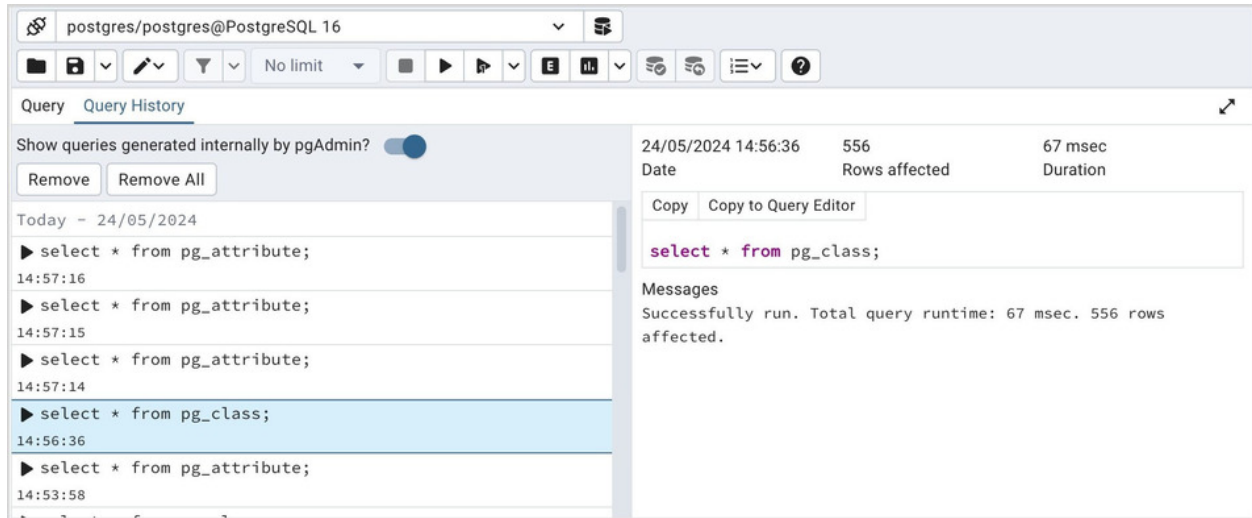 postgres/postgres@PostgreSQL 16
No limit
E
Query Query History
Show queries generated internally by pgAdmin?
Remove Remove All
Today - 24/05/2024
select * from pg_attribute;
14:57:16
select * from pg_attribute;
14:57:15
select * from pg_attribute;
14:57:14
select * from pg_class;
14:56:36
select * from pg_attribute;
14:53:58
24/05/2024 14:56:36 556 67 msec
Date Rows affected Duration
Copy Copy to Query Editor
select * from pg_class;
Messages
Successfully run. Total query runtime: 67 msec. 556 rows
affected.